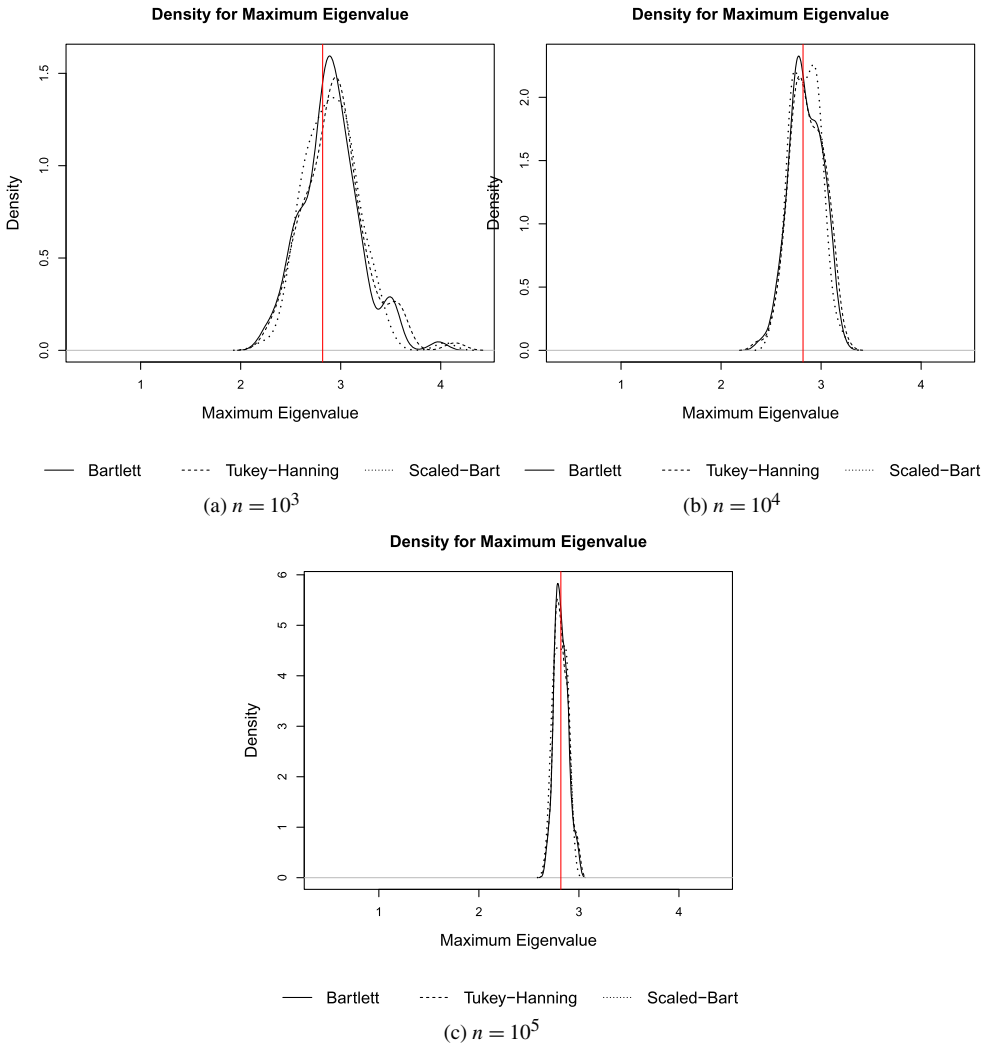 Density for Maximum Eigenvalue
Density
0.0 0.5 1.0 1.5
1 2 3 4
Maximum Eigenvalue
Bartlett Tukey−Hanning Scaled−Bart
(a) n = 10^3
Density for Maximum Eigenvalue
Density
0.0 0.5 1.0 1.5 2.0
1 2 3 4
Maximum Eigenvalue
Bartlett Tukey−Hanning Scaled−Bart
(b) n = 10^4
Density for Maximum Eigenvalue
Density
0 1 2 3 4 5 6
1 2 3 4
Maximum Eigenvalue
Bartlett Tukey−Hanning Scaled−Bart
(c) n = 10^5